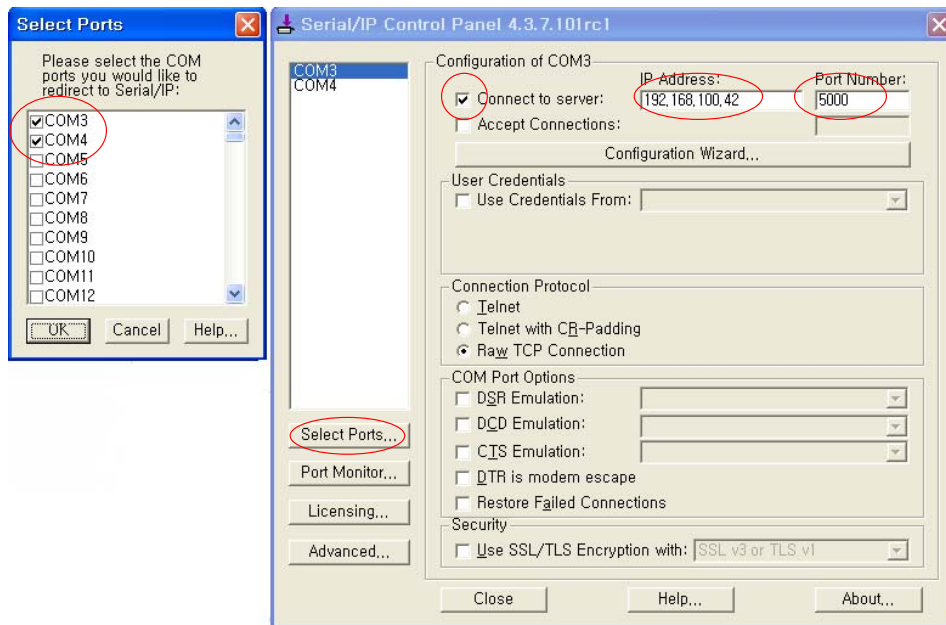 Select Ports
Please select the COM
ports you would like to
redirect to Serial/IP:
COM3
COM4
COM5
COM6
COM7
COM8
COM9
COM10
COM11
COM12
OK
Cancel
Help...
Serial/IP Control Panel 4.3.7.101rc1
COM3
COM4
Select Ports...
Port Monitor...
Licensing...
Advanced...
Configuration of COM3
IP Address:
Port Number:
Connect to server:
192.168.100.42
5000
Accept Connections:
Configuration Wizard...
User Credentials
Use Credentials From:
Connection Protocol
Telnet
Telnet with CR-Padding
Raw TCP Connection
COM Port Options
DSR Emulation:
DCD Emulation:
CTS Emulation:
DTR is modem escape
Restore Failed Connections
Security
Use SSL/TLS Encryption with:
SSL v3 or TLS v1
Close
Help...
About...